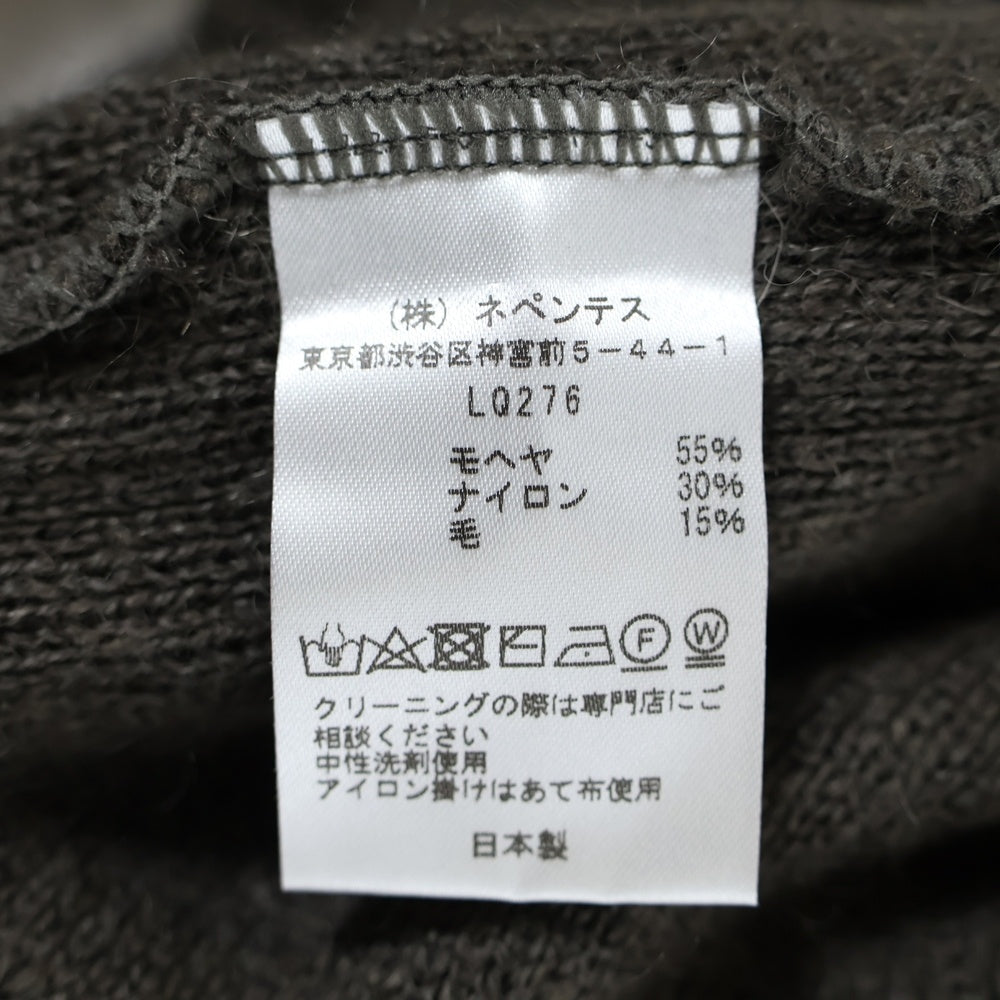 (株) ネペンテス
東京都渋谷区神宮前5-44-1
LQ276
モヘヤ 55%
ナイロン 30%
毛 15%
F W
クリーニングの際は専門店にご
相談ください
中性洗剤使用
アイロン掛けはあて布使用
日本製